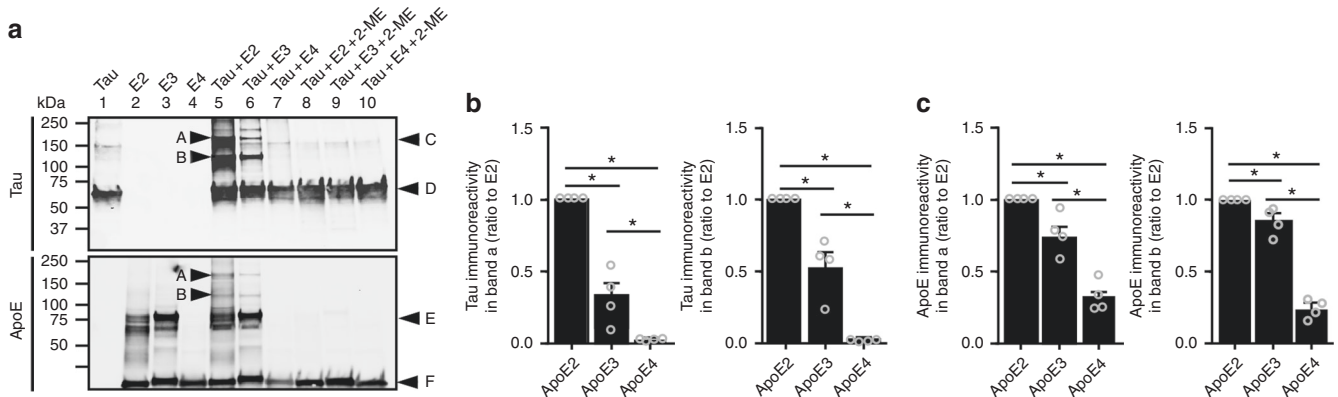 a
Tau
E2
E3
E4
Tau + E2
Tau + E3
Tau + E4
Tau + E2 + 2-ME
Tau + E3 + 2-ME
Tau + E4 + 2-ME
kDa 1 2 3 4 5 6 7 8 9 10
Tau
250
150
100
75
50
37
A
B
C
D
ApoE
250
150
100
75
50
A
B
E
F
b
Tau immunoreactivity
in band a (ratio to E2)
1.5
1.0
0.5
0.0
*
*
*
ApoE2
ApoE3
ApoE4
Tau immunoreactivity
in band b (ratio to E2)
1.5
1.0
0.5
0.0
*
*
*
ApoE2
ApoE3
ApoE4
c
ApoE immunoreactivity
in band a (ratio to E2)
1.5
1.0
0.5
0.0
*
*
*
ApoE2
ApoE3
ApoE4
ApoE immunoreactivity
in band b (ratio to E2)
1.5
1.0
0.5
0.0
*
*
*
ApoE2
ApoE3
ApoE4